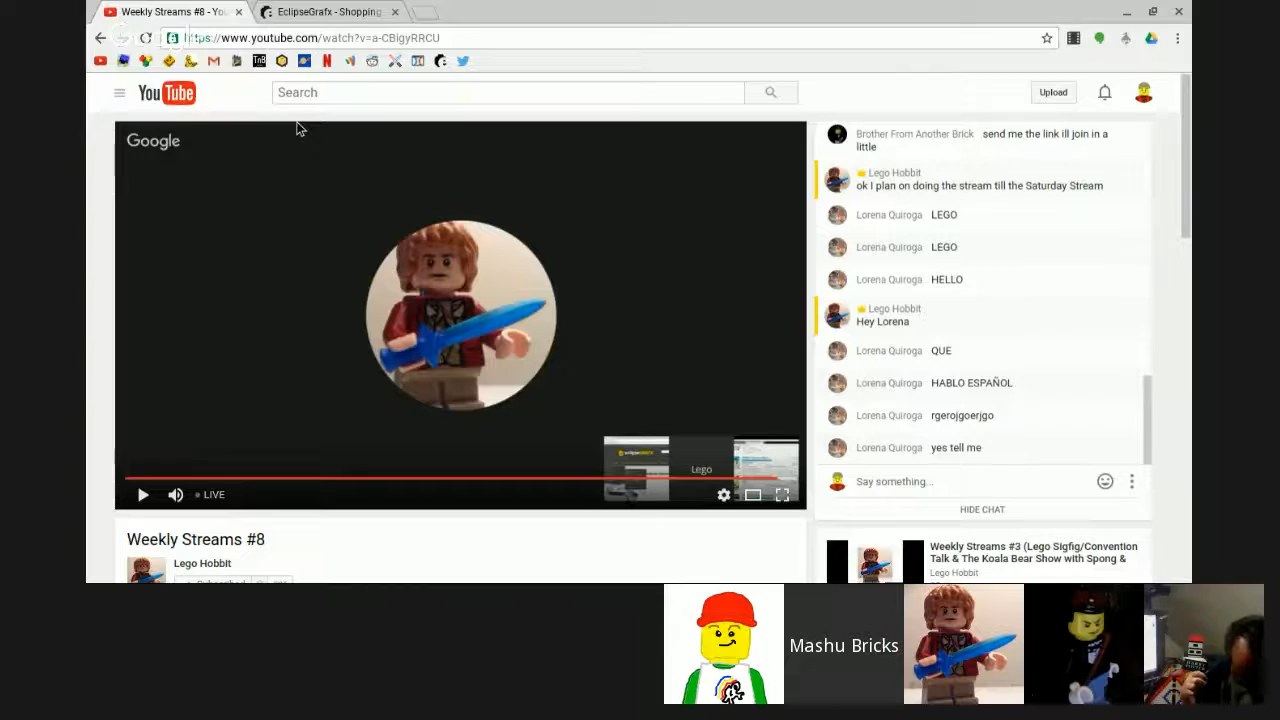 Weekly Streams #8 - You
EclipseGrafx - Shopping
https://www.youtube.com/watch?v=a-CBigyRRCU
YouTube
Search
Upload
Google
Brother From Another Brick send me the link ill join in a
little
Lego Hobbit
ok I plan on doing the stream till the Saturday Stream
Lorena Quiroga LEGO
Lorena Quiroga LEGO
Lorena Quiroga HELLO
Lego Hobbit
Hey Lorena
Lorena Quiroga QUE
Lorena Quiroga HABLO ESPAÑOL
Lorena Quiroga rgerojgoerjgo
Lorena Quiroga yes tell me
Lego
LIVE
Say something...
HIDE CHAT
Weekly Streams #8
Lego Hobbit
Subscribed
Weekly Streams #3 (Lego Sigfig/Convention
Talk & The Koala Bear Show with Spong &
Lego Hobbit
Mashu Bricks